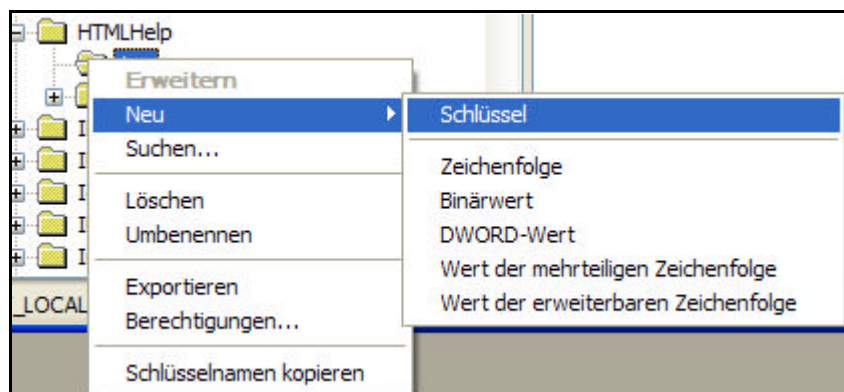 HTMLHelp
Erweitern
Neu
Suchen...
Löschen
Umbenennen
Exportieren
Berechtigungen...
Schlüsselnamen kopieren
Schlüssel
Zeichenfolge
Binärwert
DWORD-Wert
Wert der mehrteiligen Zeichenfolge
Wert der erweiterbaren Zeichenfolge
_LOCAL